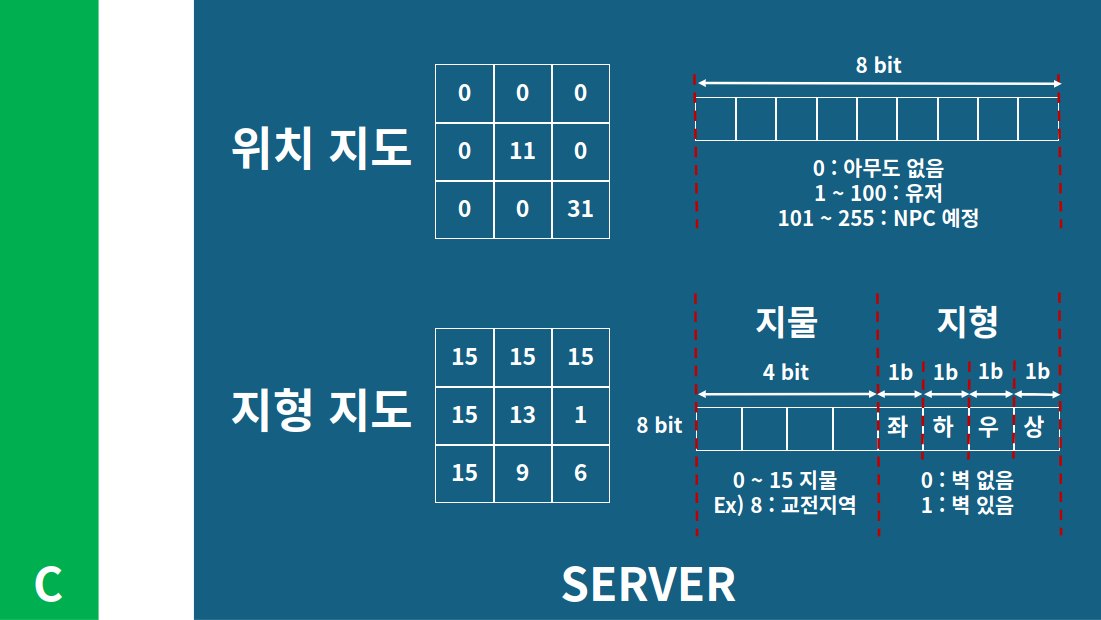 위치 지도
0 0 0
0 11 0
0 0 31
8 bit
0 : 아무도 없음
1 ~ 100 : 유저
101 ~ 255 : NPC 예정
지형 지도
15 15 15
15 13 1
15 9 6
지물 지형
4 bit 1b 1b 1b 1b
8 bit
좌 하 우 상
0 ~ 15 지물
Ex) 8 : 교전지역
0 : 벽 없음
1 : 벽 있음
C
SERVER